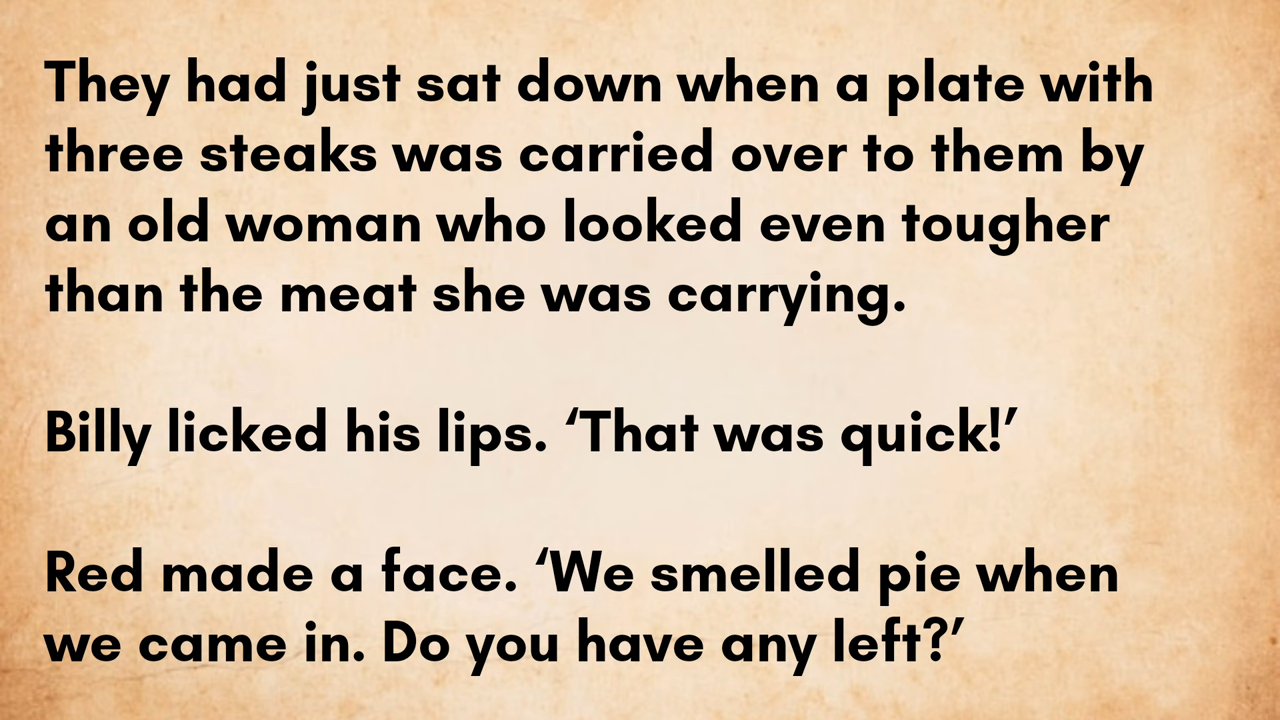 They had just sat down when a plate with
three steaks was carried over to them by
an old woman who looked even tougher
than the meat she was carrying.
Billy licked his lips. ‘That was quick!’
Red made a face. ‘We smelled pie when
we came in. Do you have any left?’